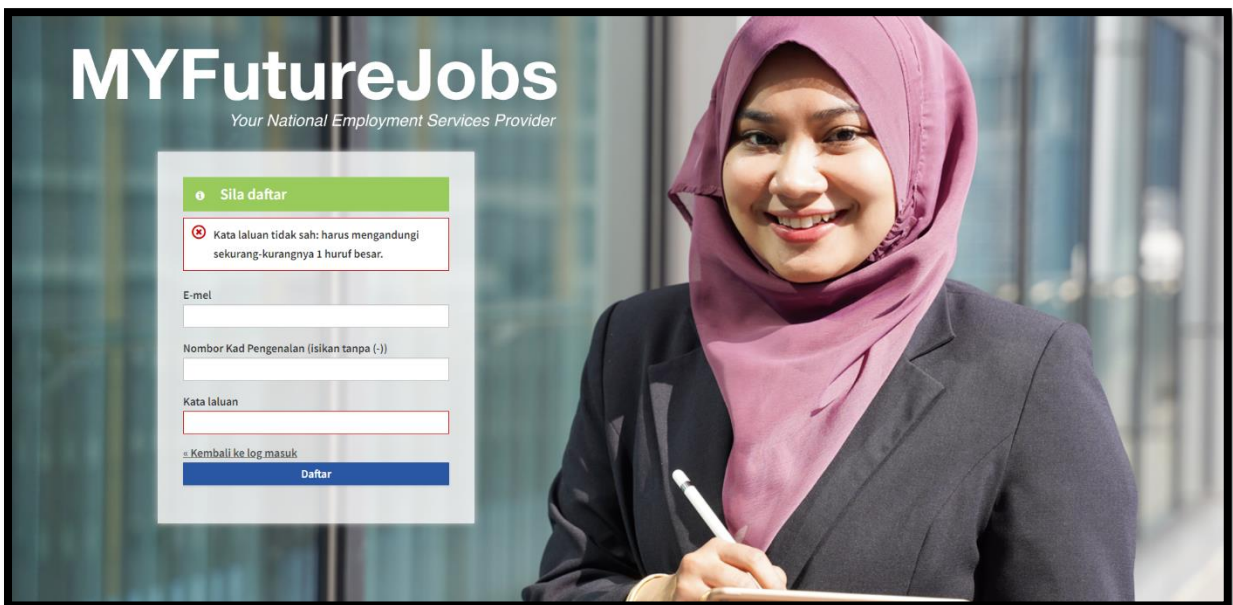 MYFutureJobs
Your National Employment Services Provider
Sila daftar
Kata laluan tidak sah: harus mengandungi
sekurang-kurangnya 1 huruf besar.
E-mel
Nombor Kad Pengenalan (isikan tanpa (-))
Kata laluan
« Kembali ke log masuk
Daftar